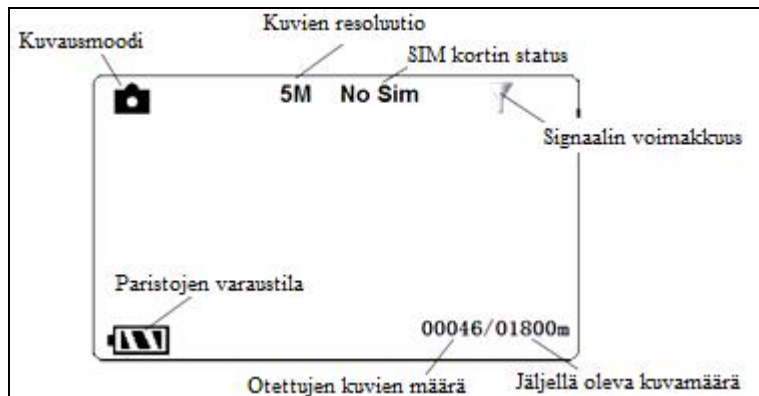 Kuvien resoluutio
Kuvausmoodi
SIM kortin status
5M No Sim
Signaalin voimakkuus
Paristojen varaustila
00046/01800m
Otettujen kuvien määrä
Jäljellä oleva kuvamäärä